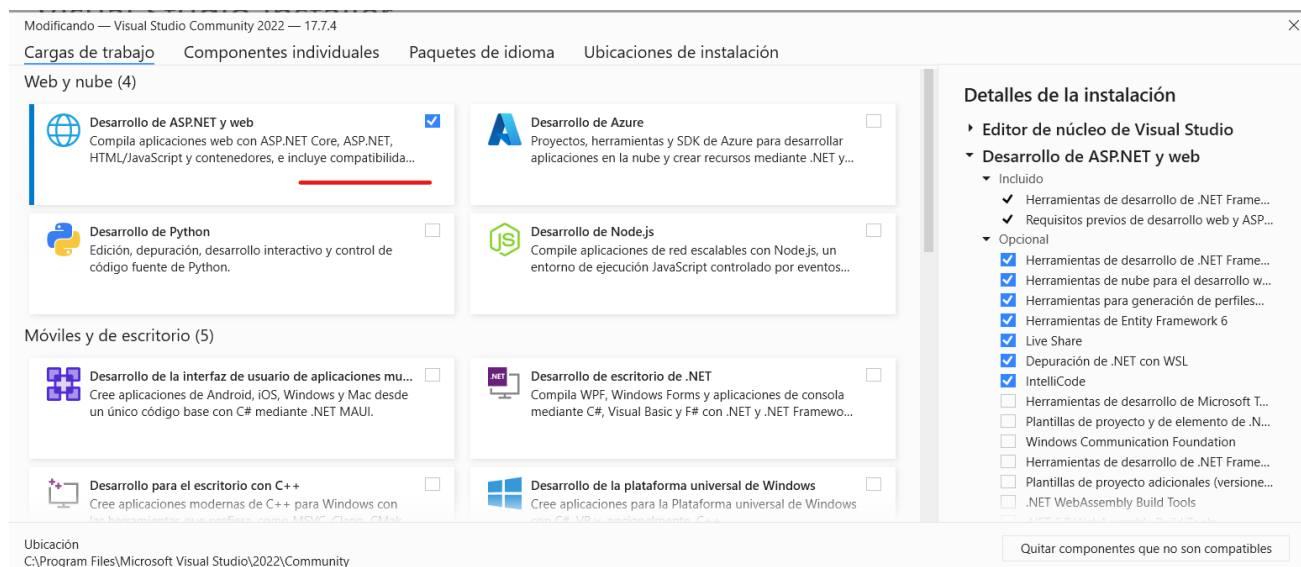 Modificando — Visual Studio Community 2022 — 17.7.4
Cargas de trabajo Componentes individuales Paquetes de idioma Ubicaciones de instalación
Web y nube (4)
Desarrollo de ASP.NET y web
Compila aplicaciones web con ASP.NET Core, ASP.NET,
HTML/JavaScript y contenedores, e incluye compatibilida...
Desarrollo de Azure
Proyectos, herramientas y SDK de Azure para desarrollar
aplicaciones en la nube y crear recursos mediante .NET y...
Desarrollo de Python
Edición, depuración, desarrollo interactivo y control de
código fuente de Python.
Desarrollo de Node.js
Compile aplicaciones de red escalables con Node.js, un
entorno de ejecución JavaScript controlado por eventos...
Móviles y de escritorio (5)
Desarrollo de la interfaz de usuario de aplicaciones mu...
Cree aplicaciones de Android, iOS, Windows y Mac desde
un único código base con C# mediante .NET MAUI.
.NET
Desarrollo de escritorio de .NET
Compila WPF, Windows Forms y aplicaciones de consola
mediante C#, Visual Basic y F# con .NET y .NET Framewo...
Desarrollo para el escritorio con C++
Cree aplicaciones modernas de C++ para Windows con
las herramientas que prefiera, como MSVC, Clang, CMak
Desarrollo de la plataforma universal de Windows
Cree aplicaciones para la Plataforma universal de Windows
con C#, VB y, opcionalmente, C++.
Detalles de la instalación
Editor de núcleo de Visual Studio
Desarrollo de ASP.NET y web
Incluido
Herramientas de desarrollo de .NET Frame...
Requisitos previos de desarrollo web y ASP...
Opcional
Herramientas de desarrollo de .NET Frame...
Herramientas de nube para el desarrollo w...
Herramientas para generación de perfiles...
Herramientas de Entity Framework 6
Live Share
Depuración de .NET con WSL
IntelliCode
Herramientas de desarrollo de Microsoft T...
Plantillas de proyecto y de elemento de .N...
Windows Communication Foundation
Herramientas de desarrollo de .NET Frame...
Plantillas de proyecto adicionales (versione...
.NET WebAssembly Build Tools
Ubicación
C:\Program Files\Microsoft Visual Studio\2022\Community
Quitar componentes que no son compatibles